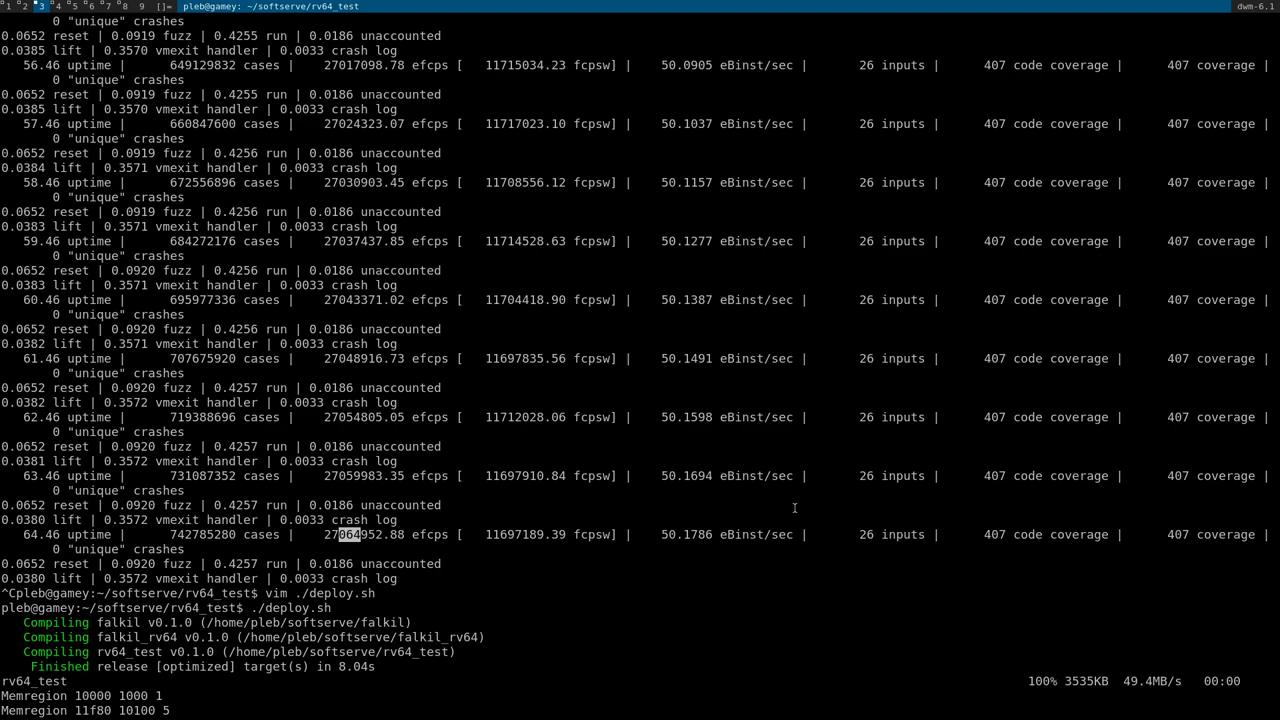 1 2 3 4 5 6 7 8 9 []= pleb@gamey: ~/softserve/rv64_test dwm-6.1
0 "unique" crashes
0.0652 reset | 0.0919 fuzz | 0.4255 run | 0.0186 unaccounted
0.0385 lift | 0.3570 vmexit handler | 0.0033 crash log
56.46 uptime | 649129832 cases | 27017098.78 efcps [ 11715034.23 fcpsw] | 50.0905 eBinst/sec | 26 inputs | 407 code coverage | 407 coverage |
0 "unique" crashes
0.0652 reset | 0.0919 fuzz | 0.4255 run | 0.0186 unaccounted
0.0385 lift | 0.3571 vmexit handler | 0.0033 crash log
57.46 uptime | 660847600 cases | 27024323.07 efcps [ 11717023.10 fcpsw] | 50.1037 eBinst/sec | 26 inputs | 407 code coverage | 407 coverage |
0 "unique" crashes
0.0652 reset | 0.0919 fuzz | 0.4256 run | 0.0186 unaccounted
0.0384 lift | 0.3571 vmexit handler | 0.0033 crash log
58.46 uptime | 672556896 cases | 27030903.45 efcps [ 11708556.12 fcpsw] | 50.1157 eBinst/sec | 26 inputs | 407 code coverage | 407 coverage |
0 "unique" crashes
0.0652 reset | 0.0919 fuzz | 0.4256 run | 0.0186 unaccounted
0.0383 lift | 0.3571 vmexit handler | 0.0033 crash log
59.46 uptime | 684272176 cases | 27037437.85 efcps [ 11714528.63 fcpsw] | 50.1277 eBinst/sec | 26 inputs | 407 code coverage | 407 coverage |
0 "unique" crashes
0.0652 reset | 0.0920 fuzz | 0.4256 run | 0.0186 unaccounted
0.0383 lift | 0.3571 vmexit handler | 0.0033 crash log
60.46 uptime | 695977336 cases | 27043371.02 efcps [ 11704418.90 fcpsw] | 50.1387 eBinst/sec | 26 inputs | 407 code coverage | 407 coverage |
0 "unique" crashes
0.0652 reset | 0.0920 fuzz | 0.4256 run | 0.0186 unaccounted
0.0382 lift | 0.3571 vmexit handler | 0.0033 crash log
61.46 uptime | 707675920 cases | 27048916.73 efcps [ 11697835.56 fcpsw] | 50.1491 eBinst/sec | 26 inputs | 407 code coverage | 407 coverage |
0 "unique" crashes
0.0652 reset | 0.0920 fuzz | 0.4257 run | 0.0186 unaccounted
0.0382 lift | 0.3572 vmexit handler | 0.0033 crash log
62.46 uptime | 719388696 cases | 27054805.05 efcps [ 11712028.06 fcpsw] | 50.1598 eBinst/sec | 26 inputs | 407 code coverage | 407 coverage |
0 "unique" crashes
0.0652 reset | 0.0920 fuzz | 0.4257 run | 0.0186 unaccounted
0.0381 lift | 0.3572 vmexit handler | 0.0033 crash log
63.46 uptime | 731087352 cases | 27059983.35 efcps [ 11697910.84 fcpsw] | 50.1694 eBinst/sec | 26 inputs | 407 code coverage | 407 coverage |
0 "unique" crashes
0.0652 reset | 0.0920 fuzz | 0.4257 run | 0.0186 unaccounted
0.0380 lift | 0.3572 vmexit handler | 0.0033 crash log
64.46 uptime | 742785280 cases | 27064952.88 efcps [ 11697189.39 fcpsw] | 50.1786 eBinst/sec | 26 inputs | 407 code coverage | 407 coverage |
0 "unique" crashes
0.0652 reset | 0.0920 fuzz | 0.4257 run | 0.0186 unaccounted
0.0380 lift | 0.3572 vmexit handler | 0.0033 crash log
^Cpleb@gamey:~/softserve/rv64_test$ vim ./deploy.sh
pleb@gamey:~/softserve/rv64_test$ ./deploy.sh
Compiling falkil v0.1.0 (/home/pleb/softserve/falkil)
Compiling falkil_rv64 v0.1.0 (/home/pleb/softserve/falkil_rv64)
Compiling rv64_test v0.1.0 (/home/pleb/softserve/rv64_test)
Finished release [optimized] target(s) in 8.04s
rv64_test 100% 3535KB 49.4MB/s 00:00
Memregion 10000 1000 1
Memregion 11f80 10100 5